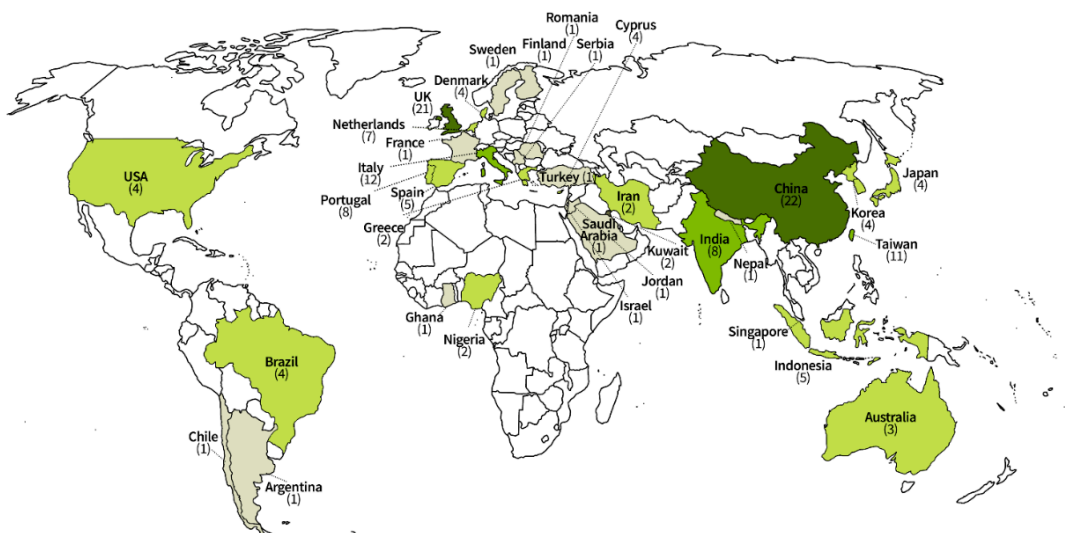 Romania
(1)
Cyprus
(4)
Sweden
(1)
Finland
(1)
Serbia
(1)
Denmark
(4)
UK
(21)
Netherlands
(7)
France
(1)
Italy
(12)
Portugal
(8)
Spain
(5)
Greece
(2)
Turkey (1)
USA
(4)
Iran
(2)
China
(22)
Japan
(4)
Korea
(4)
Taiwan
(11)
India
(8)
Nepal
(1)
Saudi
Arabia
(1)
Kuwait
(2)
Jordan
(1)
Israel
(1)
Ghana
(1)
Nigeria
(2)
Singapore
(1)
Indonesia
(5)
Brazil
(4)
Australia
(3)
Chile
(1)
Argentina
(1)